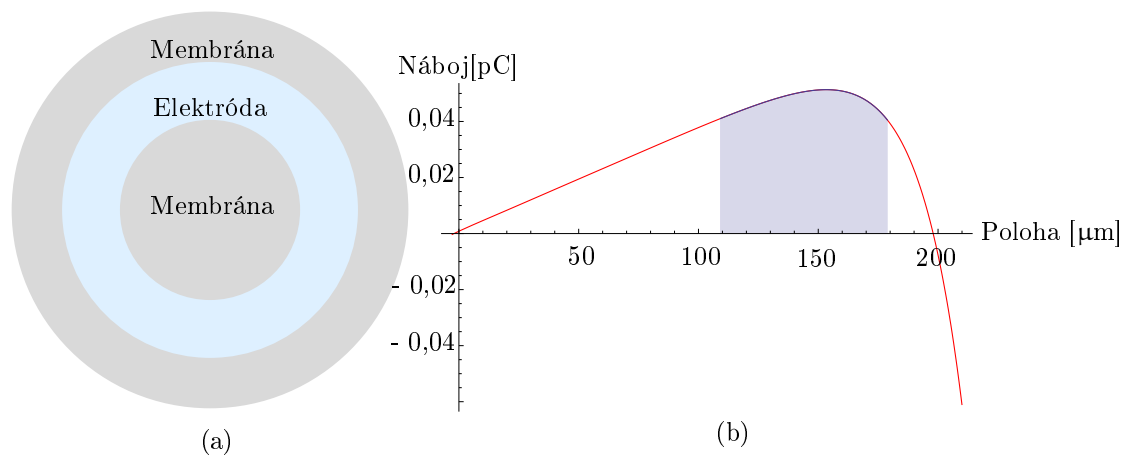 Membrána
Elektróda
Membrána
(a)
Náboj[pC]
0,04
0,02
Poloha [μm]
50
100
150
200
- 0,02
- 0,04
(b)